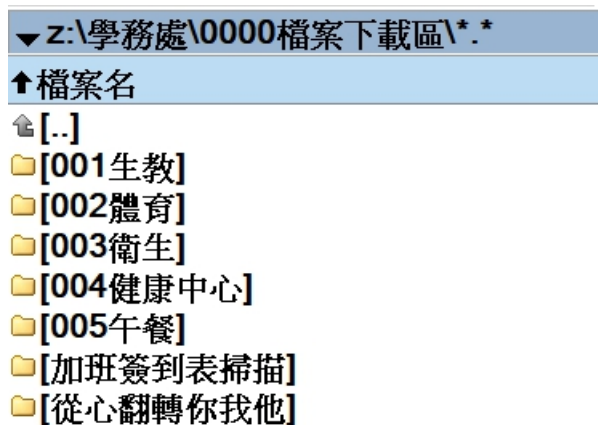 z:\學務處\0000檔案下載區\*.*
檔案名
[..]
[001生教]
[002體育]
[003衛生]
[004健康中心]
[005午餐]
[加班簽到表掃描]
[從心翻轉你我他]